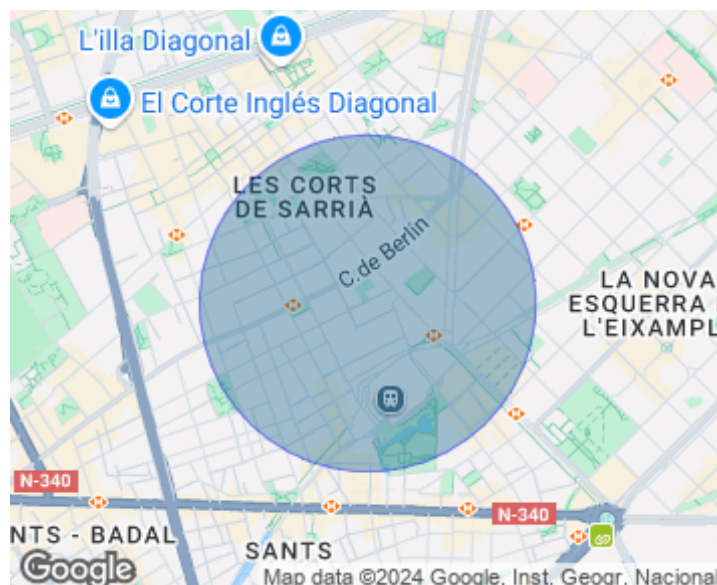 L'illa Diagonal
El Corte Inglés Diagonal
LES CORTS
DE SARRIÀ
C. de Berlin
LA NOVA
ESQUERRA
L'EIXAMPL
N-340
N-340
NTS - BADAL
SANTS
Google
Map data ©2024 Google, Inst. Geogr. Nacional